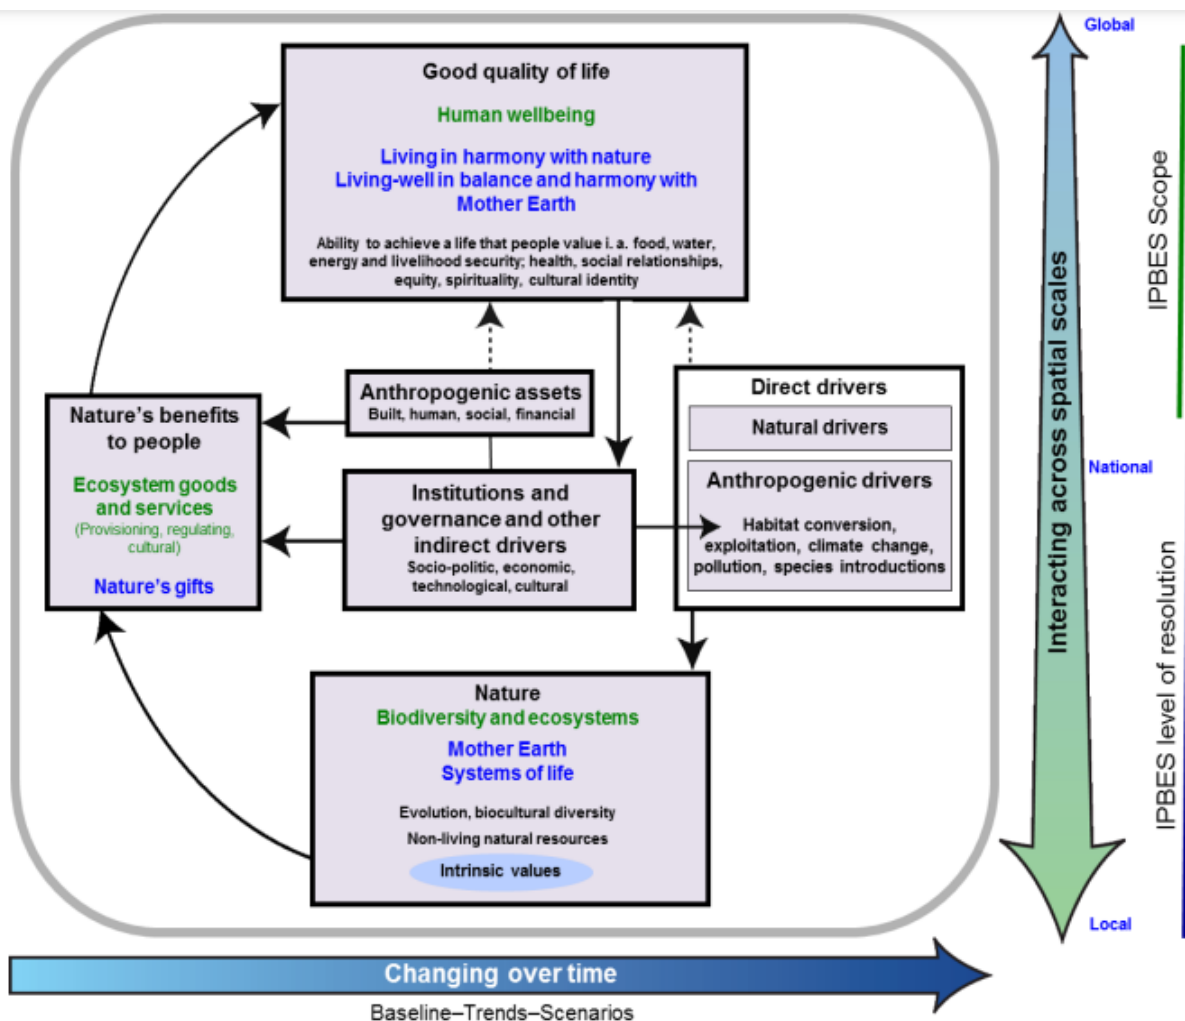 Global
Good quality of life
Human wellbeing
Living in harmony with nature
Living-well in balance and harmony with
Mother Earth
Ability to achieve a life that people value i. a. food, water,
energy and livelihood security; health, social relationships,
equity, spirituality, cultural identity
Anthropogenic assets
Built, human, social, financial
Direct drivers
Natural drivers
Anthropogenic drivers
Habitat conversion,
exploitation, climate change,
pollution, species introductions
Nature's benefits
to people
Ecosystem goods
and services
(Provisioning, regulating,
cultural)
Nature's gifts
Institutions and
governance and other
indirect drivers
Socio-politic, economic,
technological, cultural
Nature
Biodiversity and ecosystems
Mother Earth
Systems of life
Evolution, biocultural diversity
Non-living natural resources
Intrinsic values
Interacting across spatial scales
National
Local
IPBES Scope
IPBES level of resolution
Changing over time
Baseline–Trends–Scenarios